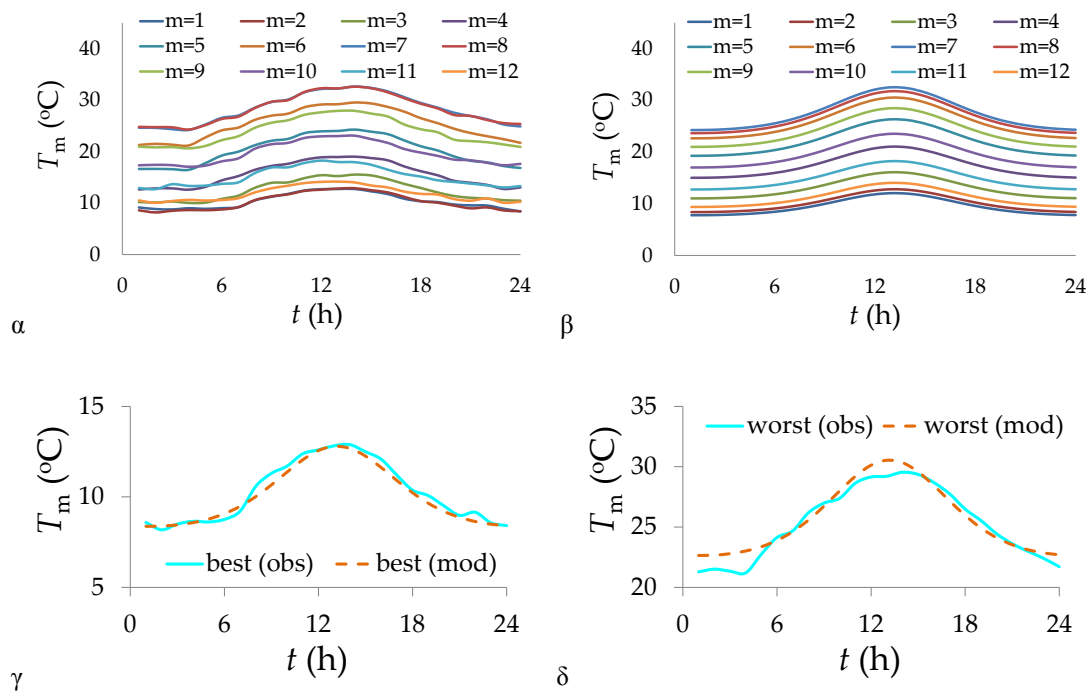 m=1 m=2 m=3 m=4
m=5 m=6 m=7 m=8
m=9 m=10 m=11 m=12
40
30
20
10
0
Tm (oC)
0 6 12 18 24
t (h)
α
m=1 m=2 m=3 m=4
m=5 m=6 m=7 m=8
m=9 m=10 m=11 m=12
40
30
20
10
0
Tm (oC)
0 6 12 18 24
t (h)
β
15
10
5
Tm (oC)
best (obs) best (mod)
0 6 12 18 24
t (h)
γ
35
30
25
20
Tm (oC)
worst (obs) worst (mod)
0 6 12 18 24
t (h)
δ